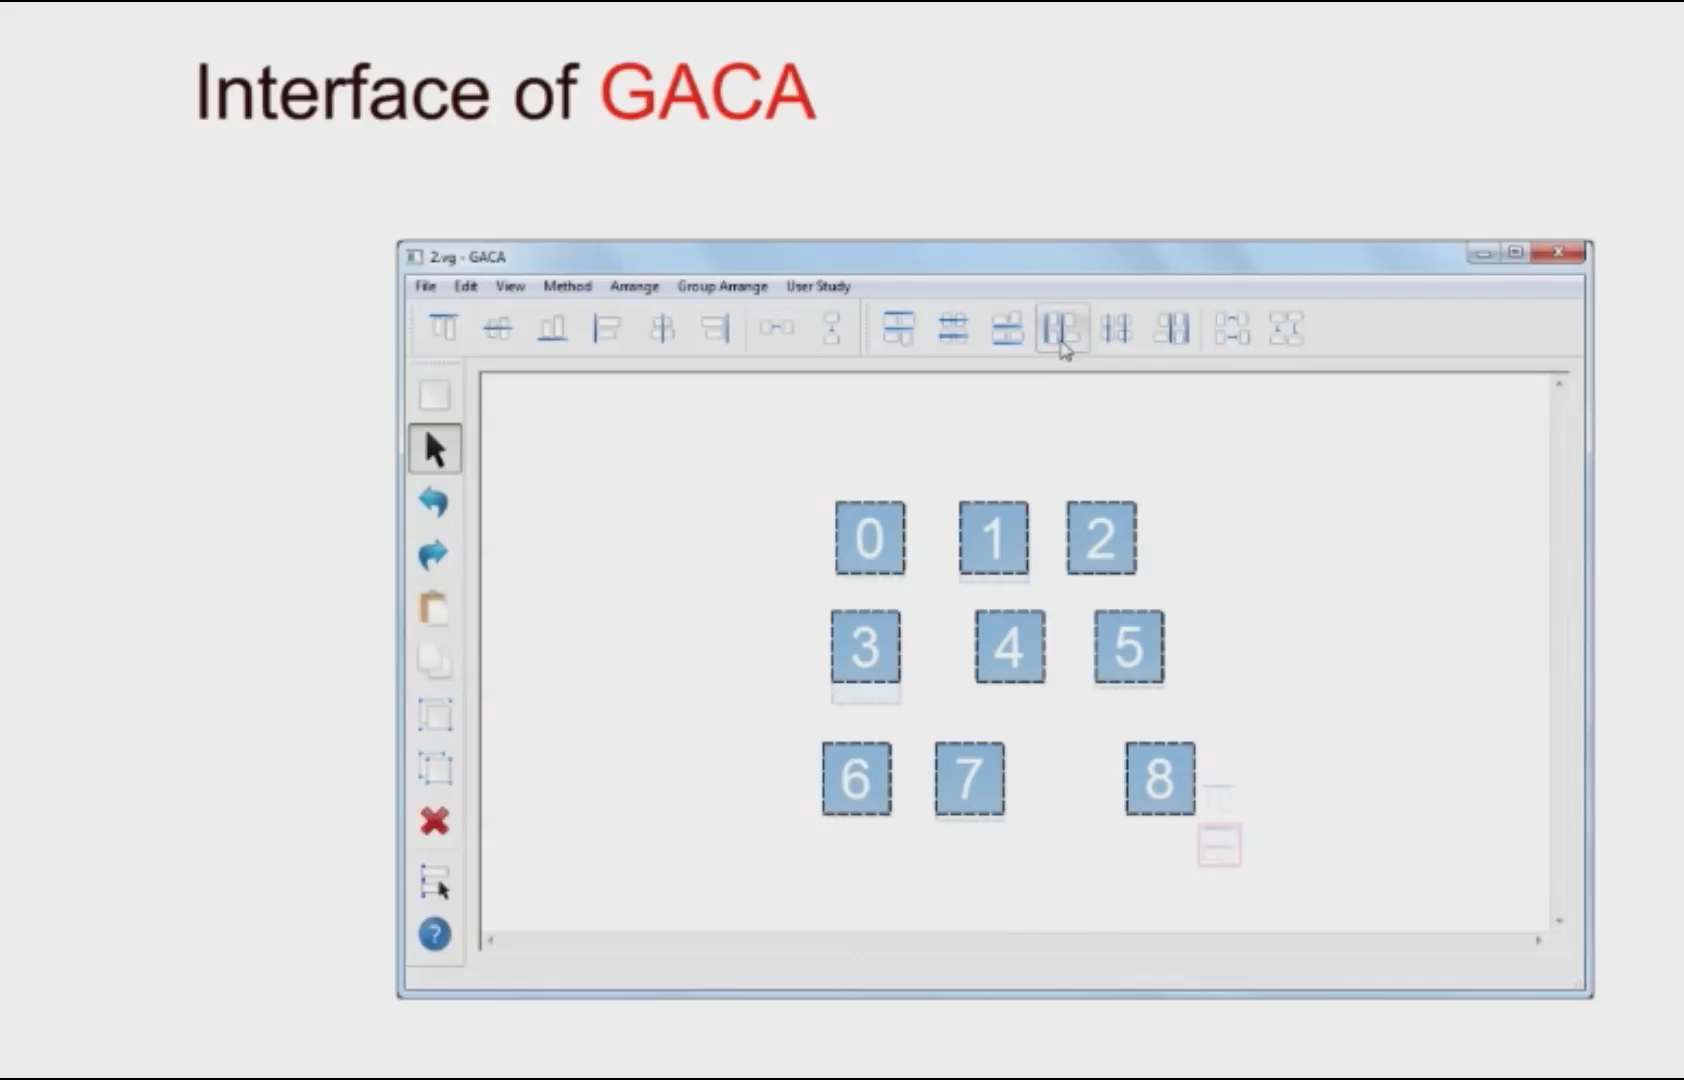 Interface of GACA
2.vg - GACA
File Edit View Method Arrange Group Arrange User Study
0 1 2
3 4 5
6 7 8
?